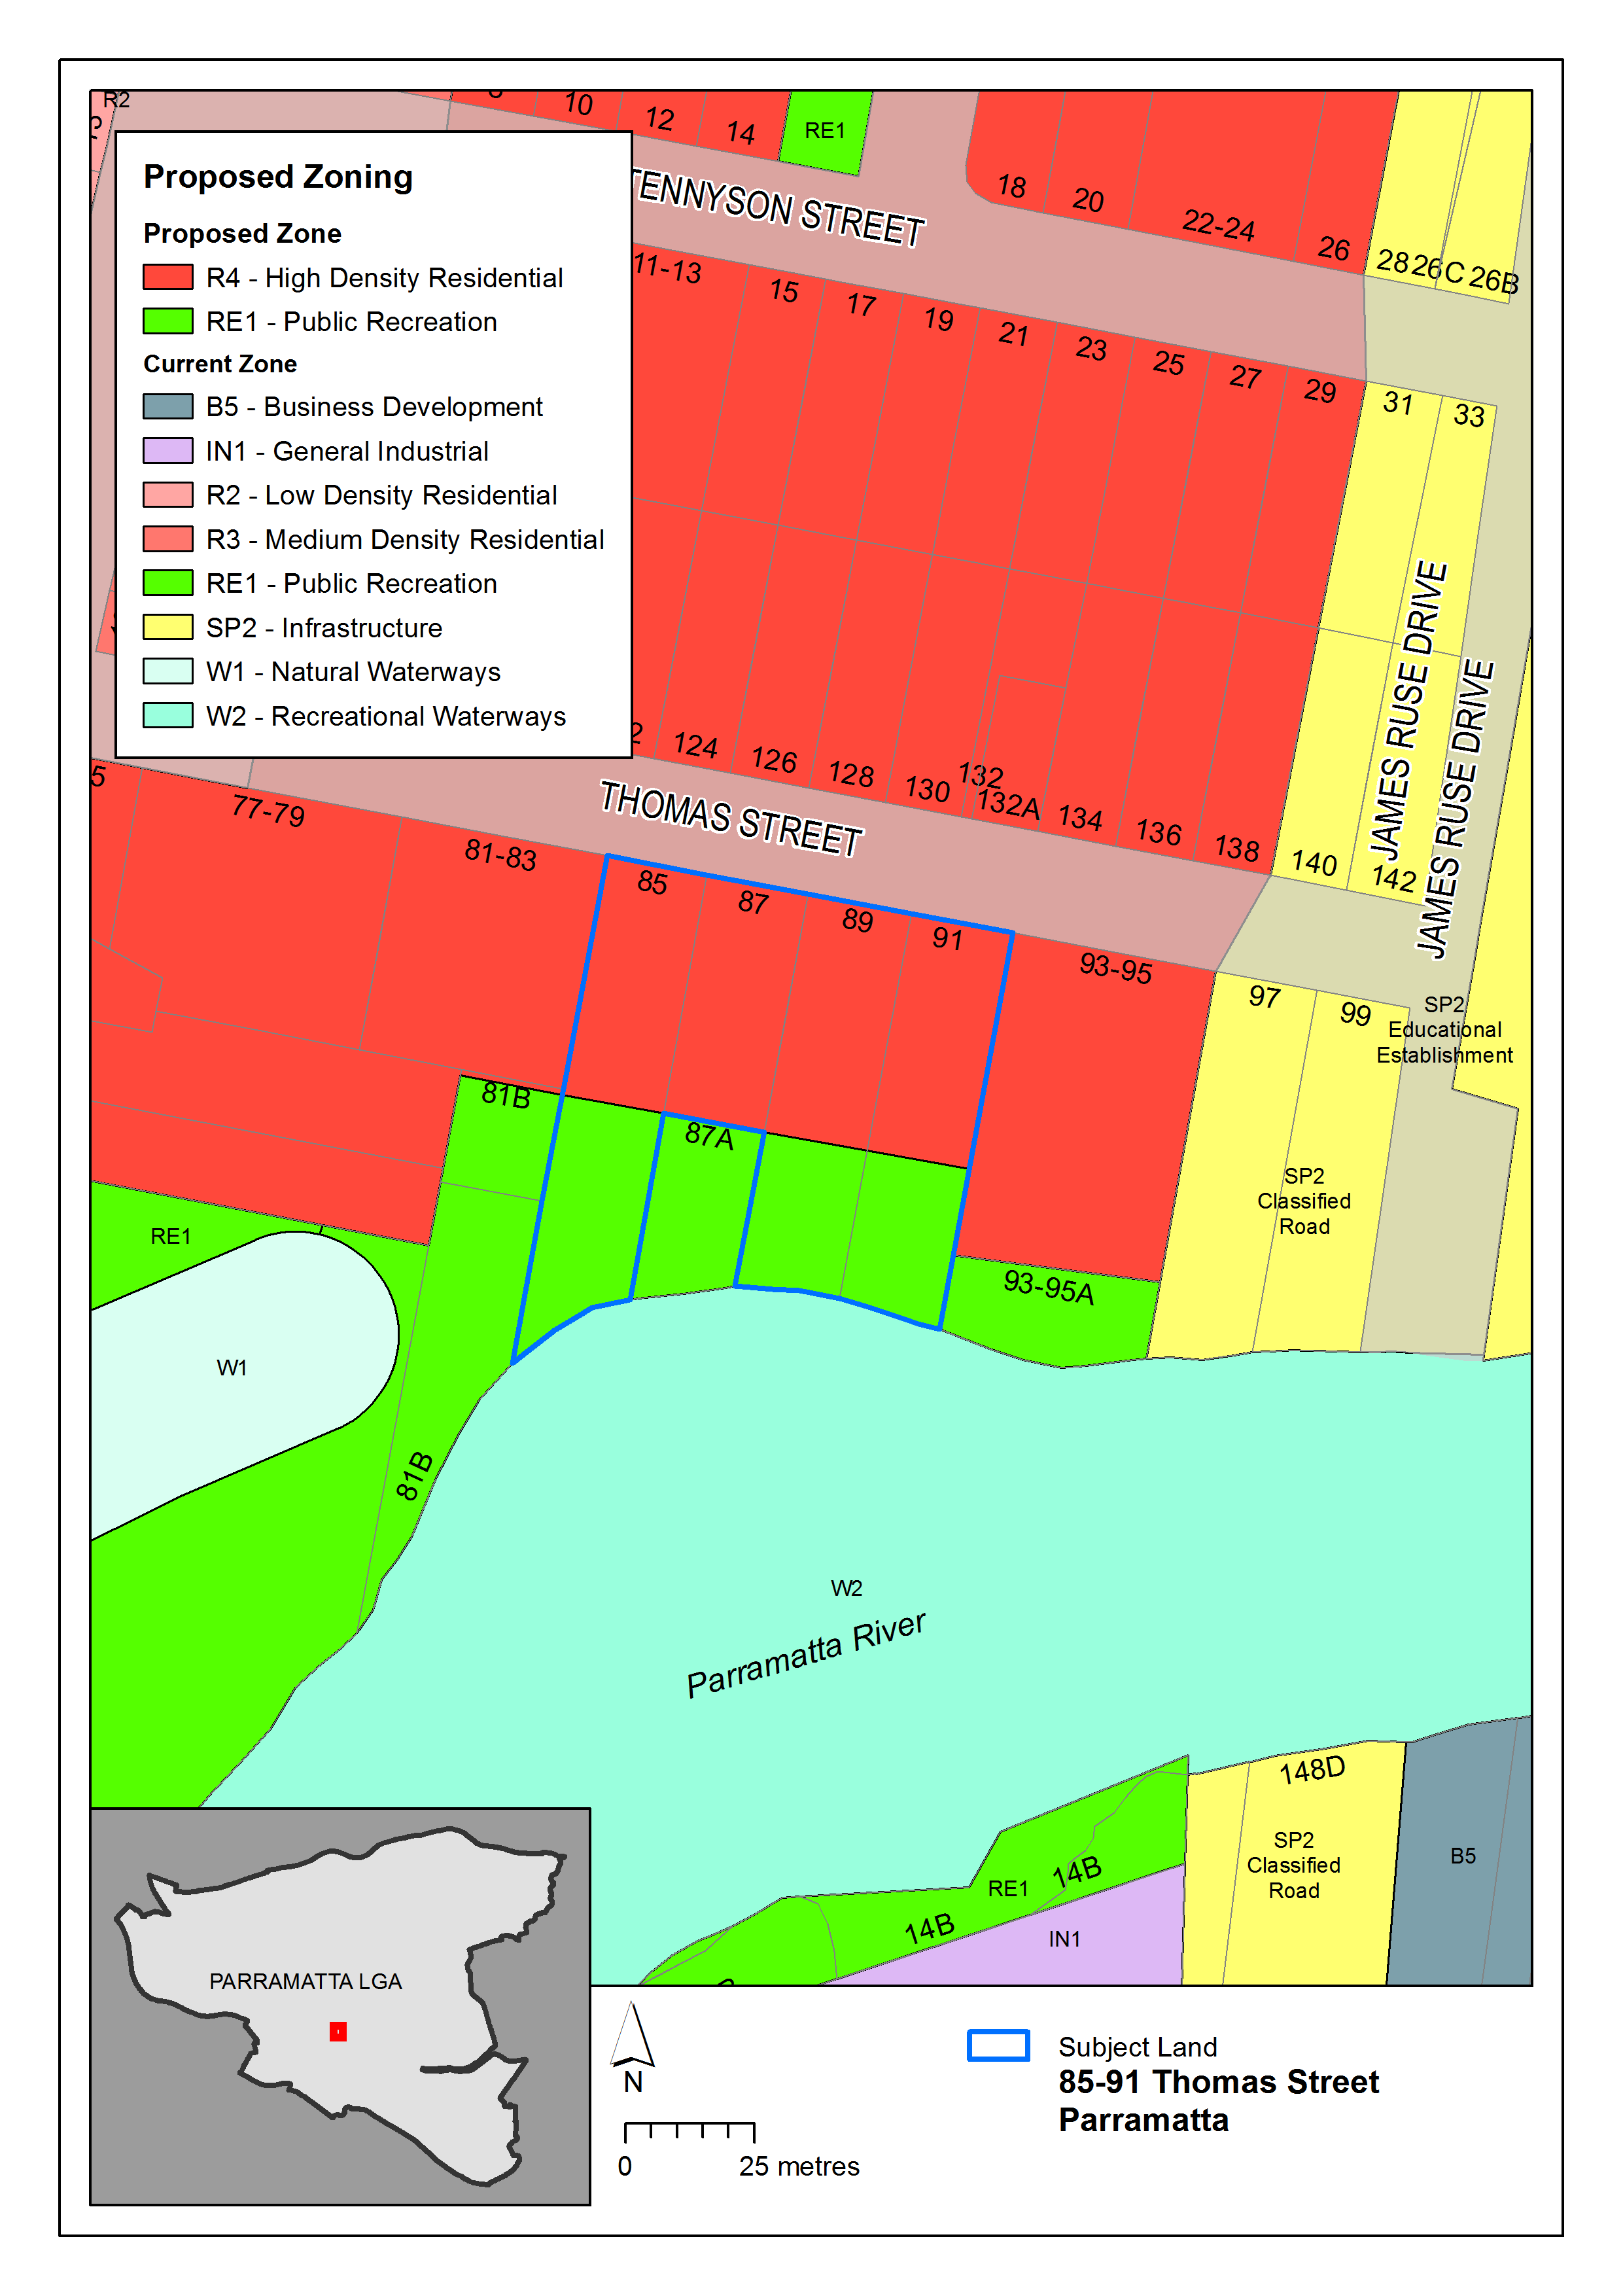 R2
10
12
14
RE1
18
20
22-24
26
28
26C
26B
Proposed Zoning
Proposed Zone
R4 - High Density Residential
RE1 - Public Recreation
Current Zone
B5 - Business Development
IN1 - General Industrial
R2 - Low Density Residential
R3 - Medium Density Residential
RE1 - Public Recreation
SP2 - Infrastructure
W1 - Natural Waterways
W2 - Recreational Waterways
TENNYSON STREET
11-13
15
17
19
21
23
25
27
29
31
33
JAMES RUSE DRIVE
JAMES RUSE DRIVE
124
126
128
130
132
132A
134
136
138
140
142
THOMAS STREET
5
77-79
81-83
85
87
89
91
93-95
97
99
SP2
Educational
Establishment
81B
87A
SP2
Classified
Road
RE1
93-95A
W1
81B
W2
Parramatta River
148D
SP2
Classified
Road
B5
RE1
14B
14B
IN1
PARRAMATTA LGA
N
0
25 metres
Subject Land
85-91 Thomas Street
Parramatta